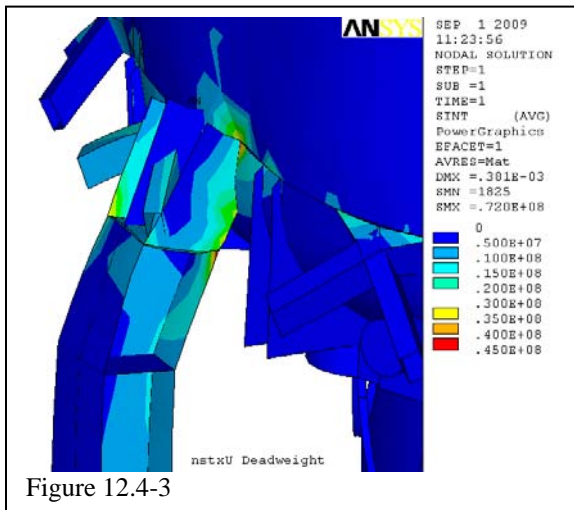 ANSYS
SEP 1 2009
11:23:56
NODAL SOLUTION
STEP=1
SUB =1
TIME=1
SINT (AVG)
PowerGraphics
EFACET=1
AVRES=Mat
DMX =.381E-03
SMN =1825
SMX =.720E+08
0
.500E+07
.100E+08
.150E+08
.200E+08
.300E+08
.350E+08
.400E+08
.450E+08
nstxU Deadweight
Figure 12.4-3